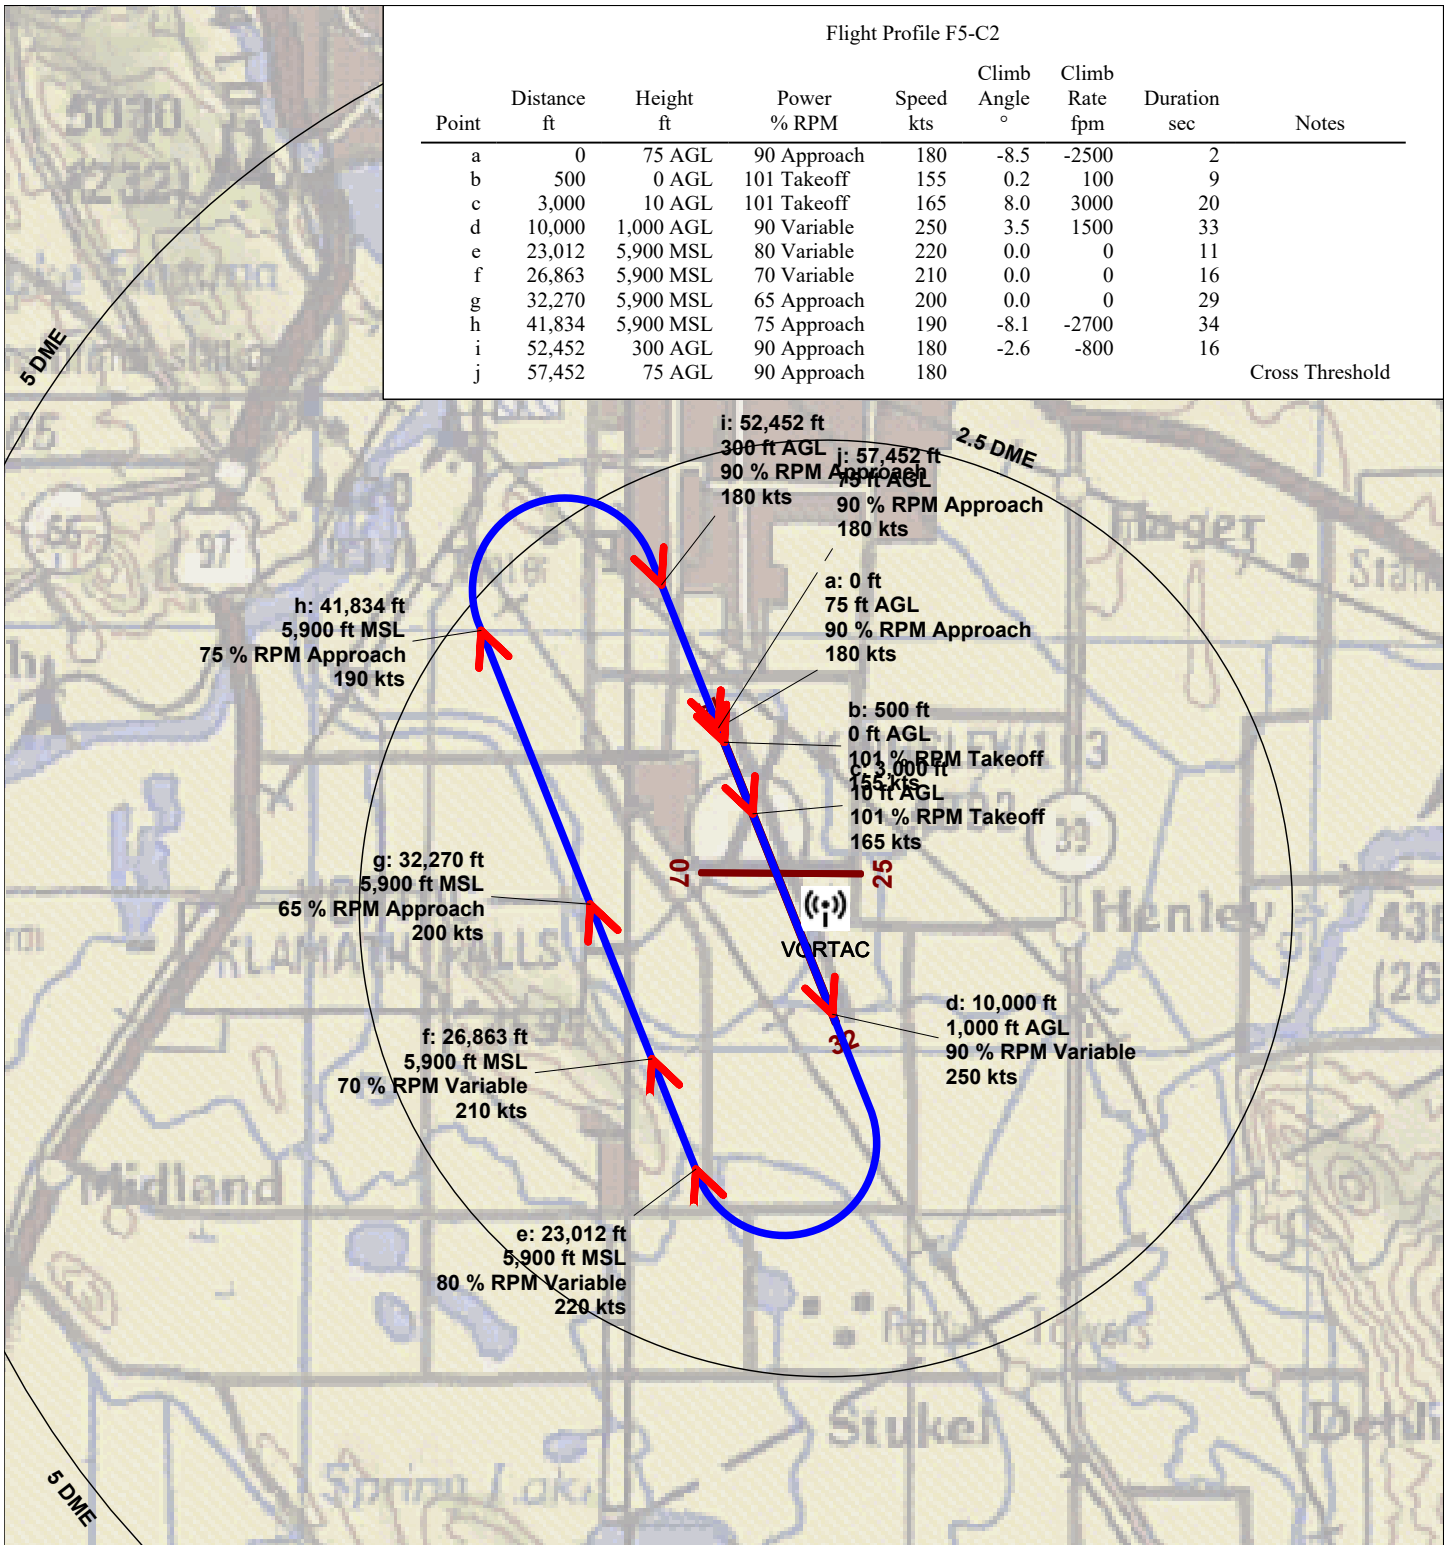 Flight Profile F5-C2
Climb Climb
Distance Height Power Speed Angle Rate Duration
Point ft ft % RPM kts ° fpm sec Notes
a 0 75 AGL 90 Approach 180 -8.5 -2500 2
b 500 0 AGL 101 Takeoff 155 0.2 100 9
c 3,000 10 AGL 101 Takeoff 165 8.0 3000 20
d 10,000 1,000 AGL 90 Variable 250 3.5 1500 33
e 23,012 5,900 MSL 80 Variable 220 0.0 0 11
f 26,863 5,900 MSL 70 Variable 210 0.0 0 16
g 32,270 5,900 MSL 65 Approach 200 0.0 0 29
h 41,834 5,900 MSL 75 Approach 190 -8.1 -2700 34
i 52,452 300 AGL 90 Approach 180 -2.6 -800 16
j 57,452 75 AGL 90 Approach 180 Cross Threshold
5 DME
2.5 DME
i: 52,452 ft
300 ft AGL
90 % RPM Approach
180 kts
j: 57,452 ft
75 ft AGL
90 % RPM Approach
180 kts
a: 0 ft
75 ft AGL
90 % RPM Approach
180 kts
h: 41,834 ft
5,900 ft MSL
75 % RPM Approach
190 kts
b: 500 ft
0 ft AGL
101 % RPM Takeoff
155 kts
c: 3,000 ft
10 ft AGL
101 % RPM Takeoff
165 kts
g: 32,270 ft
5,900 ft MSL
65 % RPM Approach
200 kts
07
25
VORTAC
32
d: 10,000 ft
1,000 ft AGL
90 % RPM Variable
250 kts
f: 26,863 ft
5,900 ft MSL
70 % RPM Variable
210 kts
e: 23,012 ft
5,900 ft MSL
80 % RPM Variable
220 kts
5 DME
5070
(232)
66
97
Hager
39
Henley
KLAMATH FALLS
Midland
Radio Towers
Stukel
Spring Lake